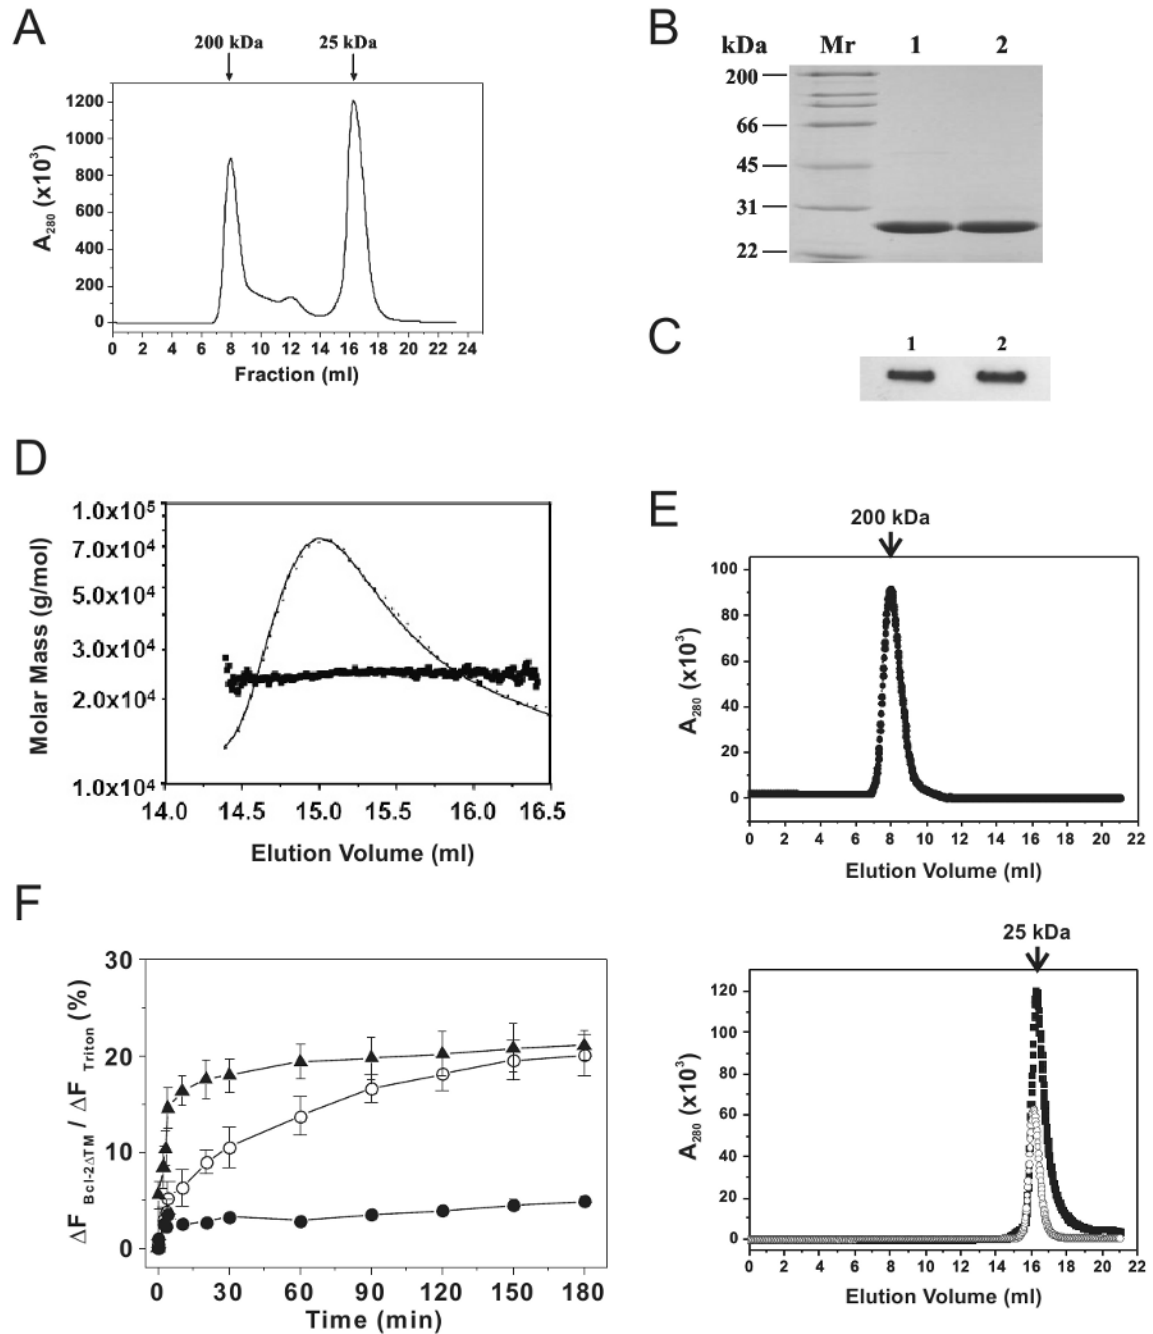 A
200 kDa 25 kDa
1200
1000
800
600
400
200
0
A280 (x10³)
0 2 4 6 8 10 12 14 16 18 20 22 24
Fraction (ml)
B
kDa Mr 1 2
200
66
45
31
22
C
1 2
D
1.0x10⁵
7.0x10⁴
5.0x10⁴
3.0x10⁴
2.0x10⁴
1.0x10⁴
Molar Mass (g/mol)
14.0 14.5 15.0 15.5 16.0 16.5
Elution Volume (ml)
E
200 kDa
100
80
60
40
20
0
A280 (x10³)
0 2 4 6 8 10 12 14 16 18 20 22
Elution Volume (ml)
25 kDa
120
100
80
60
40
20
0
A280 (x10³)
0 2 4 6 8 10 12 14 16 18 20 22
Elution Volume (ml)
F
30
20
10
0
ΔF Bcl-2ΔTM / ΔF Triton (%)
0 30 60 90 120 150 180
Time (min)